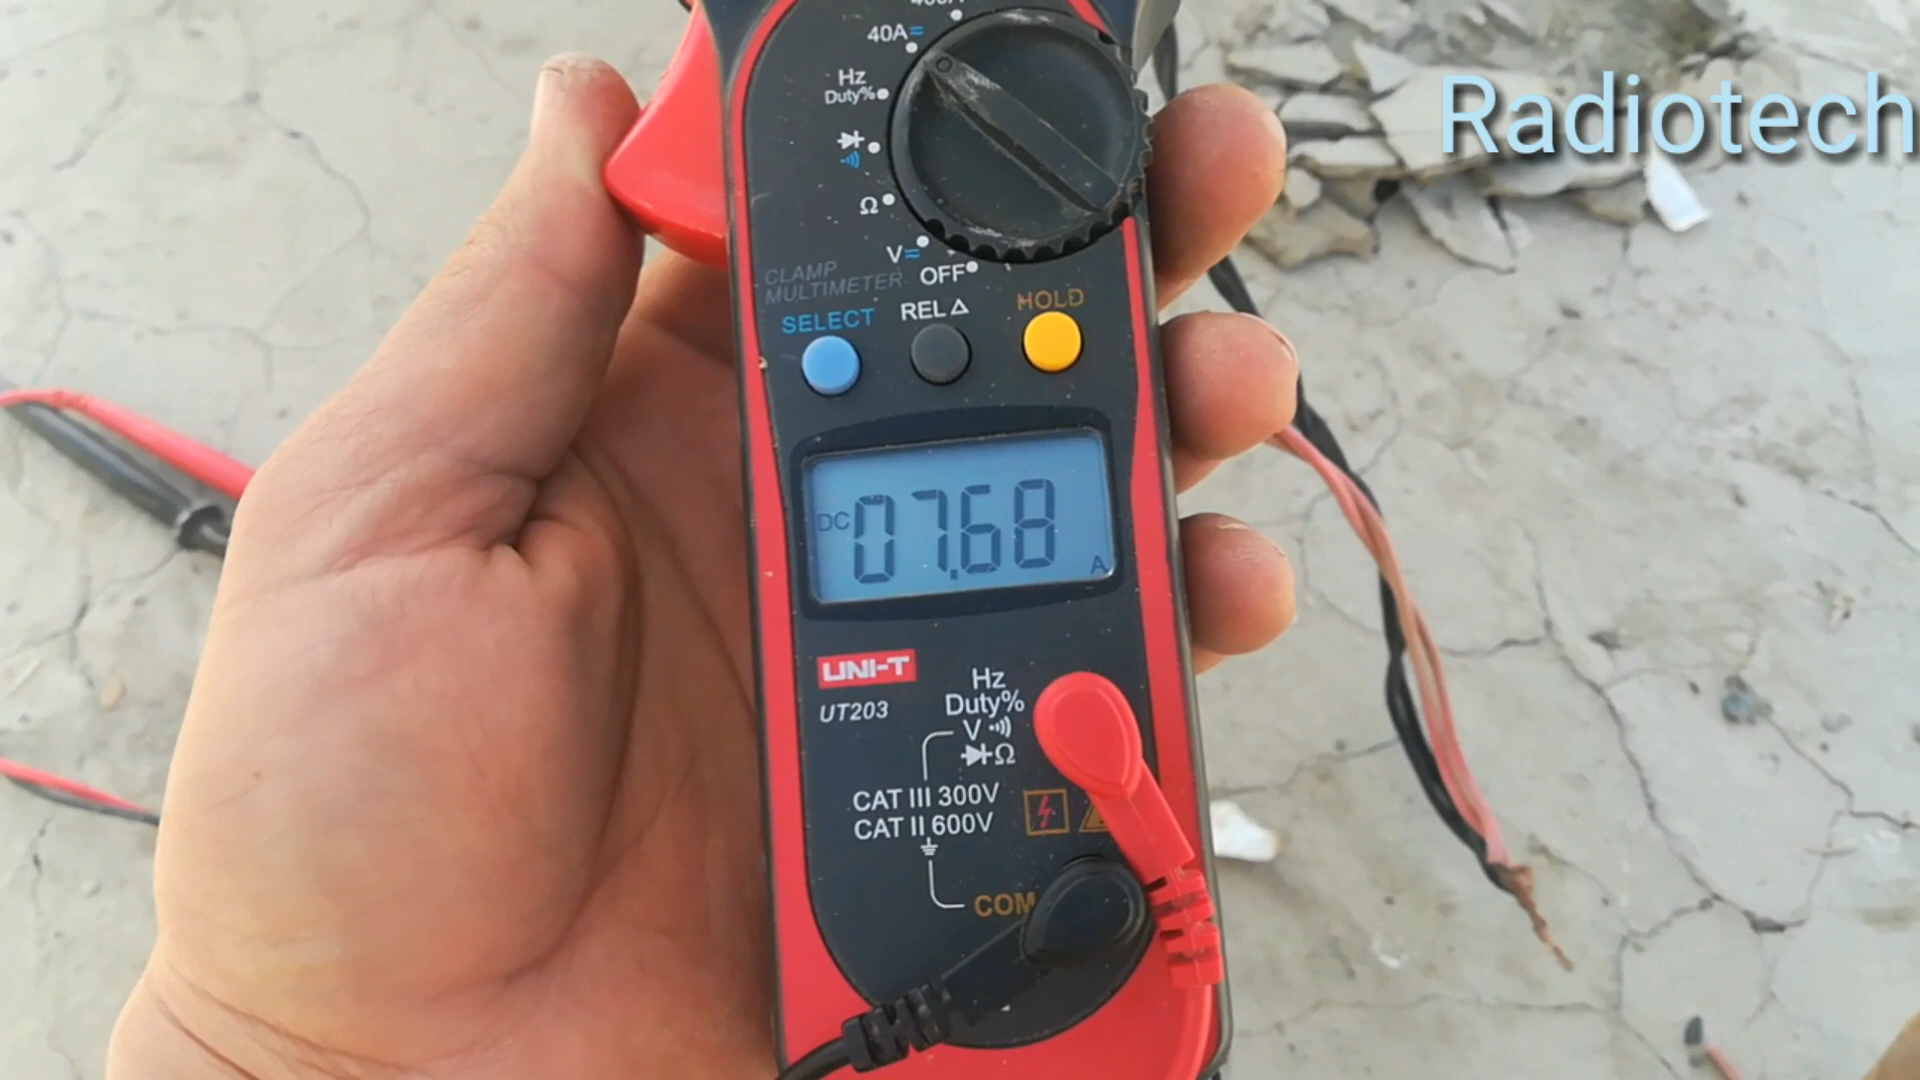 40A≂
Radiotech
Hz
Duty%
Ω
V≂
OFF
CLAMP
MULTIMETER
SELECT
REL △
HOLD
DC 07.68 A
UNI-T
UT203
Hz
Duty%
V
Ω
CAT III 300V
CAT II 600V
COM